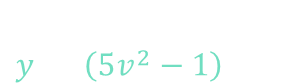 y (5v² − 1)